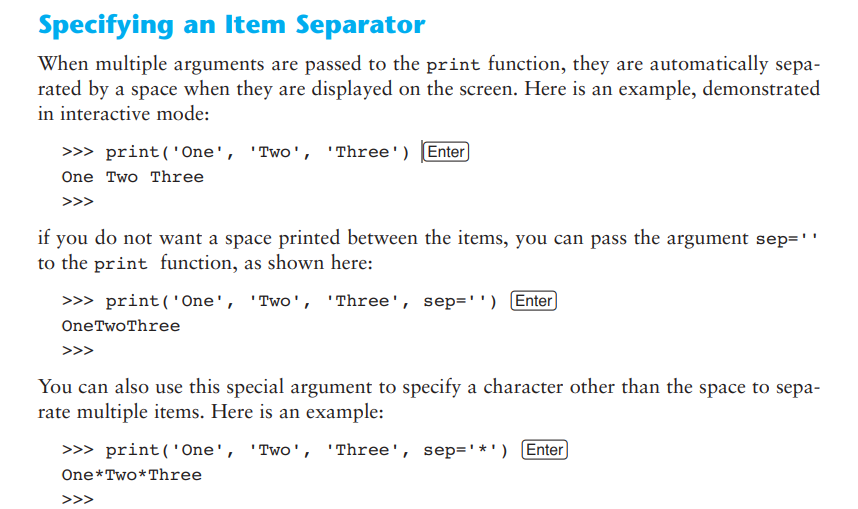 Specifying an Item Separator
When multiple arguments are passed to the print function, they are automatically sepa-
rated by a space when they are displayed on the screen. Here is an example, demonstrated
in interactive mode:
>>> print('One', 'Two', 'Three') Enter
One Two Three
>>>
if you do not want a space printed between the items, you can pass the argument sep=''
to the print function, as shown here:
>>> print('One', 'Two', 'Three', sep='') Enter
OneTwoThree
>>>
You can also use this special argument to specify a character other than the space to sepa-
rate multiple items. Here is an example:
>>> print('One', 'Two', 'Three', sep='*') Enter
One*Two*Three
>>>